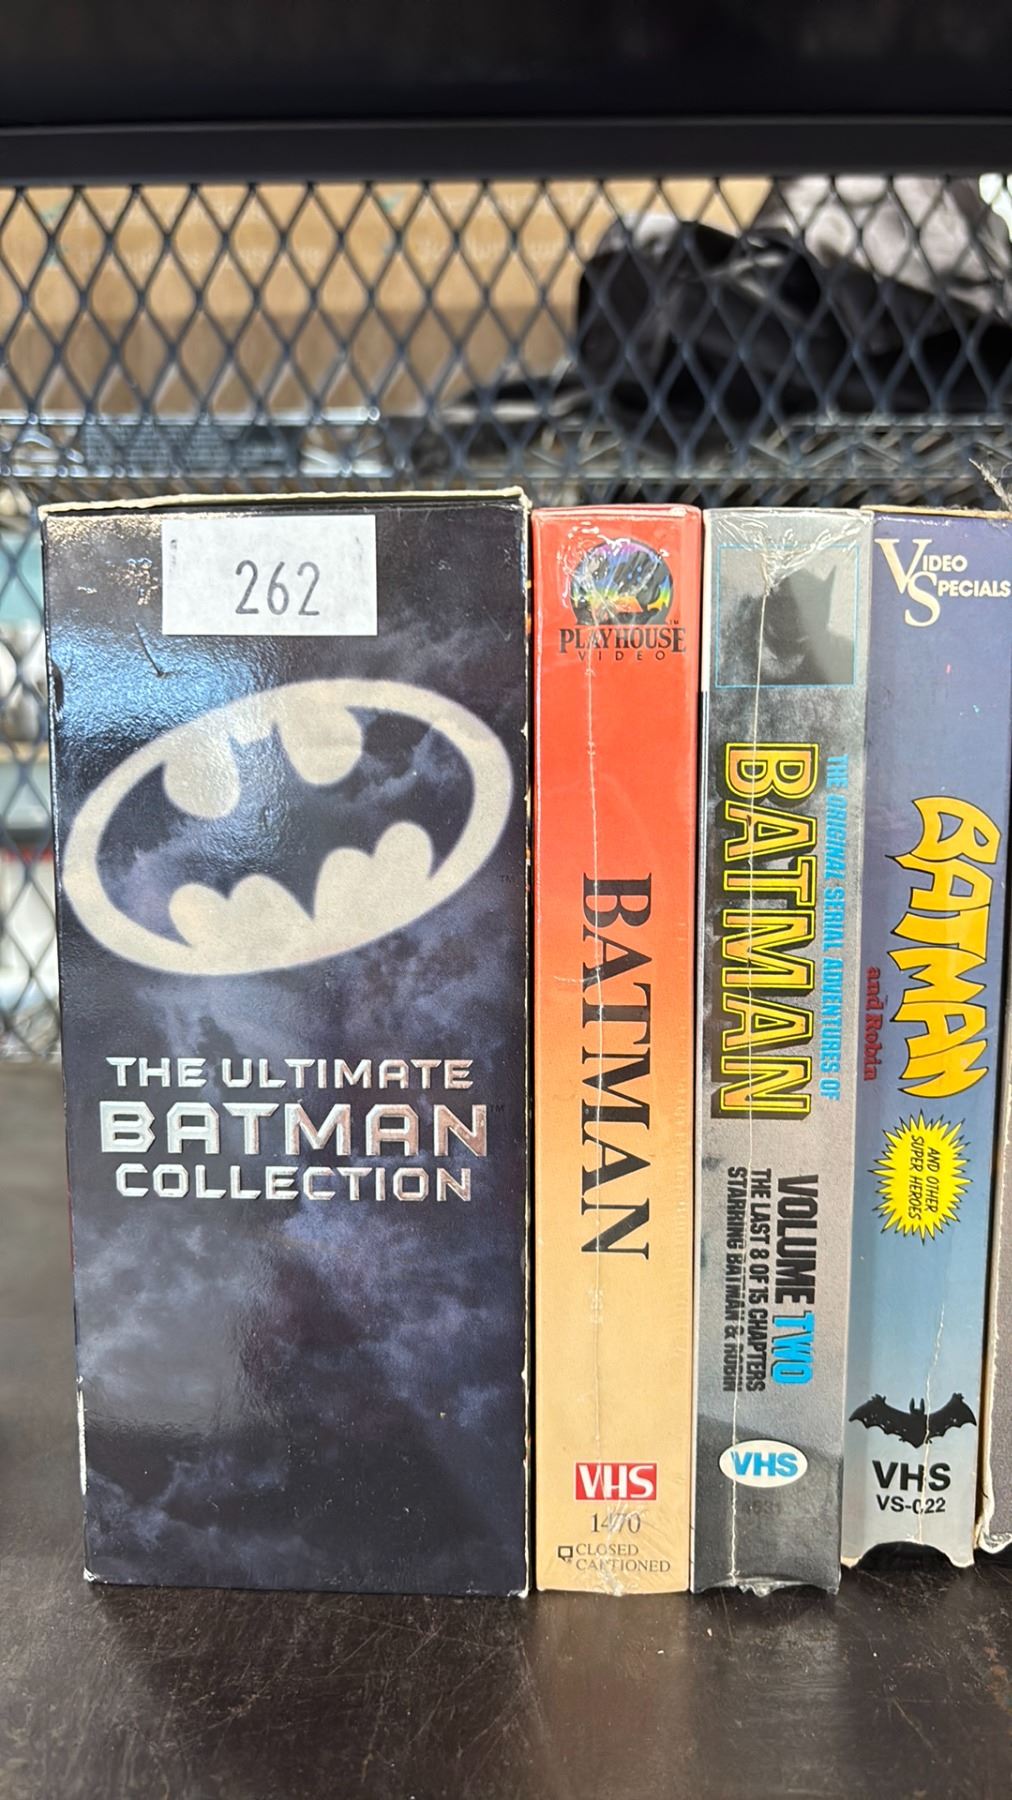 262
THE ULTIMATE
BATMAN
COLLECTION
PLAYHOUSE
VIDEO
BATMAN
VHS
1470
CLOSED
CAPTIONED
THE ORIGINAL SERIAL ADVENTURES OF
BATMAN
VOLUME TWO
THE LAST 8 OF 15 CHAPTERS
STARRING BATMAN & ROBIN
VHS
VIDEO
SPECIALS
BATMAN
and Robin
AND OTHER
SUPER HEROES
VHS
VS-022